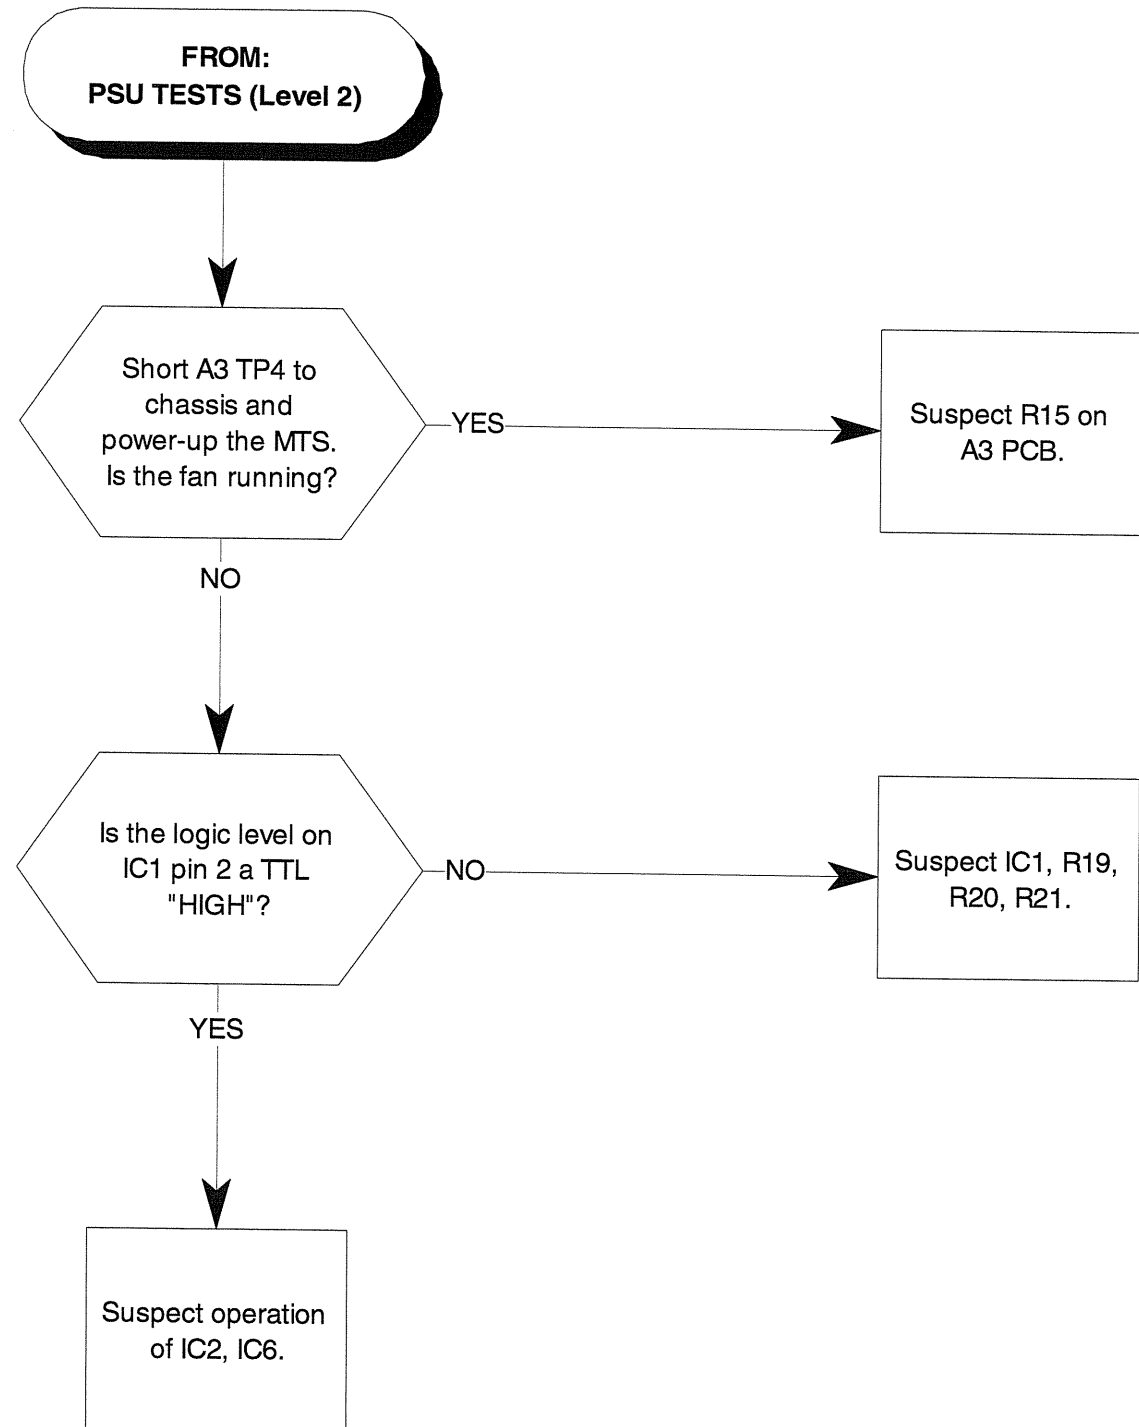 FROM:
PSU TESTS (Level 2)
Short A3 TP4 to
chassis and
power-up the MTS.
Is the fan running?
YES
Suspect R15 on
A3 PCB.
NO
Is the logic level on
IC1 pin 2 a TTL
"HIGH"?
NO
Suspect IC1, R19,
R20, R21.
YES
Suspect operation
of IC2, IC6.